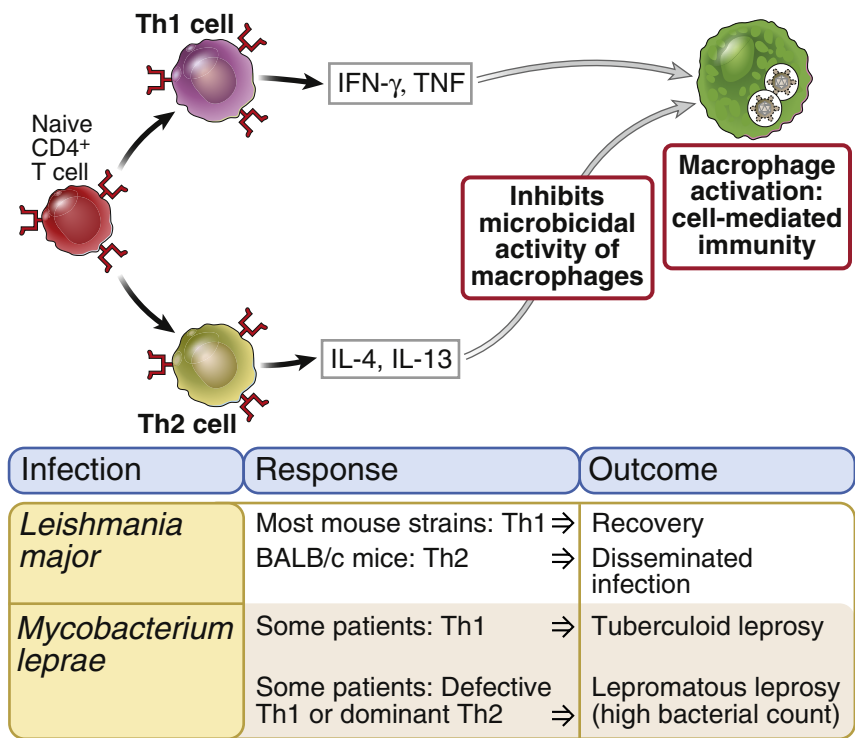 Th1 cell
IFN-γ, TNF
Naive
CD4⁺
T cell
Inhibits
microbicidal
activity of
macrophages
Macrophage
activation:
cell-mediated
immunity
IL-4, IL-13
Th2 cell
Infection Response Outcome
Leishmania
major
Most mouse strains: Th1 ⇒ Recovery
BALB/c mice: Th2 ⇒ Disseminated
infection
Mycobacterium
leprae
Some patients: Th1 ⇒ Tuberculoid leprosy
Some patients: Defective
Th1 or dominant Th2 ⇒
Lepromatous leprosy
(high bacterial count)